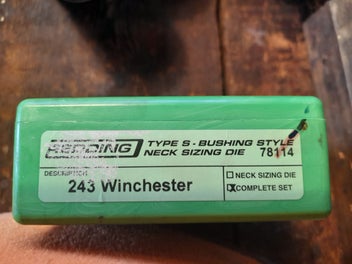 REDDING TYPE S - BUSHING STYLE
NECK SIZING DIE 78114
DESCRIPTION
243 Winchester
☐ NECK SIZING DIE
☒ COMPLETE SET